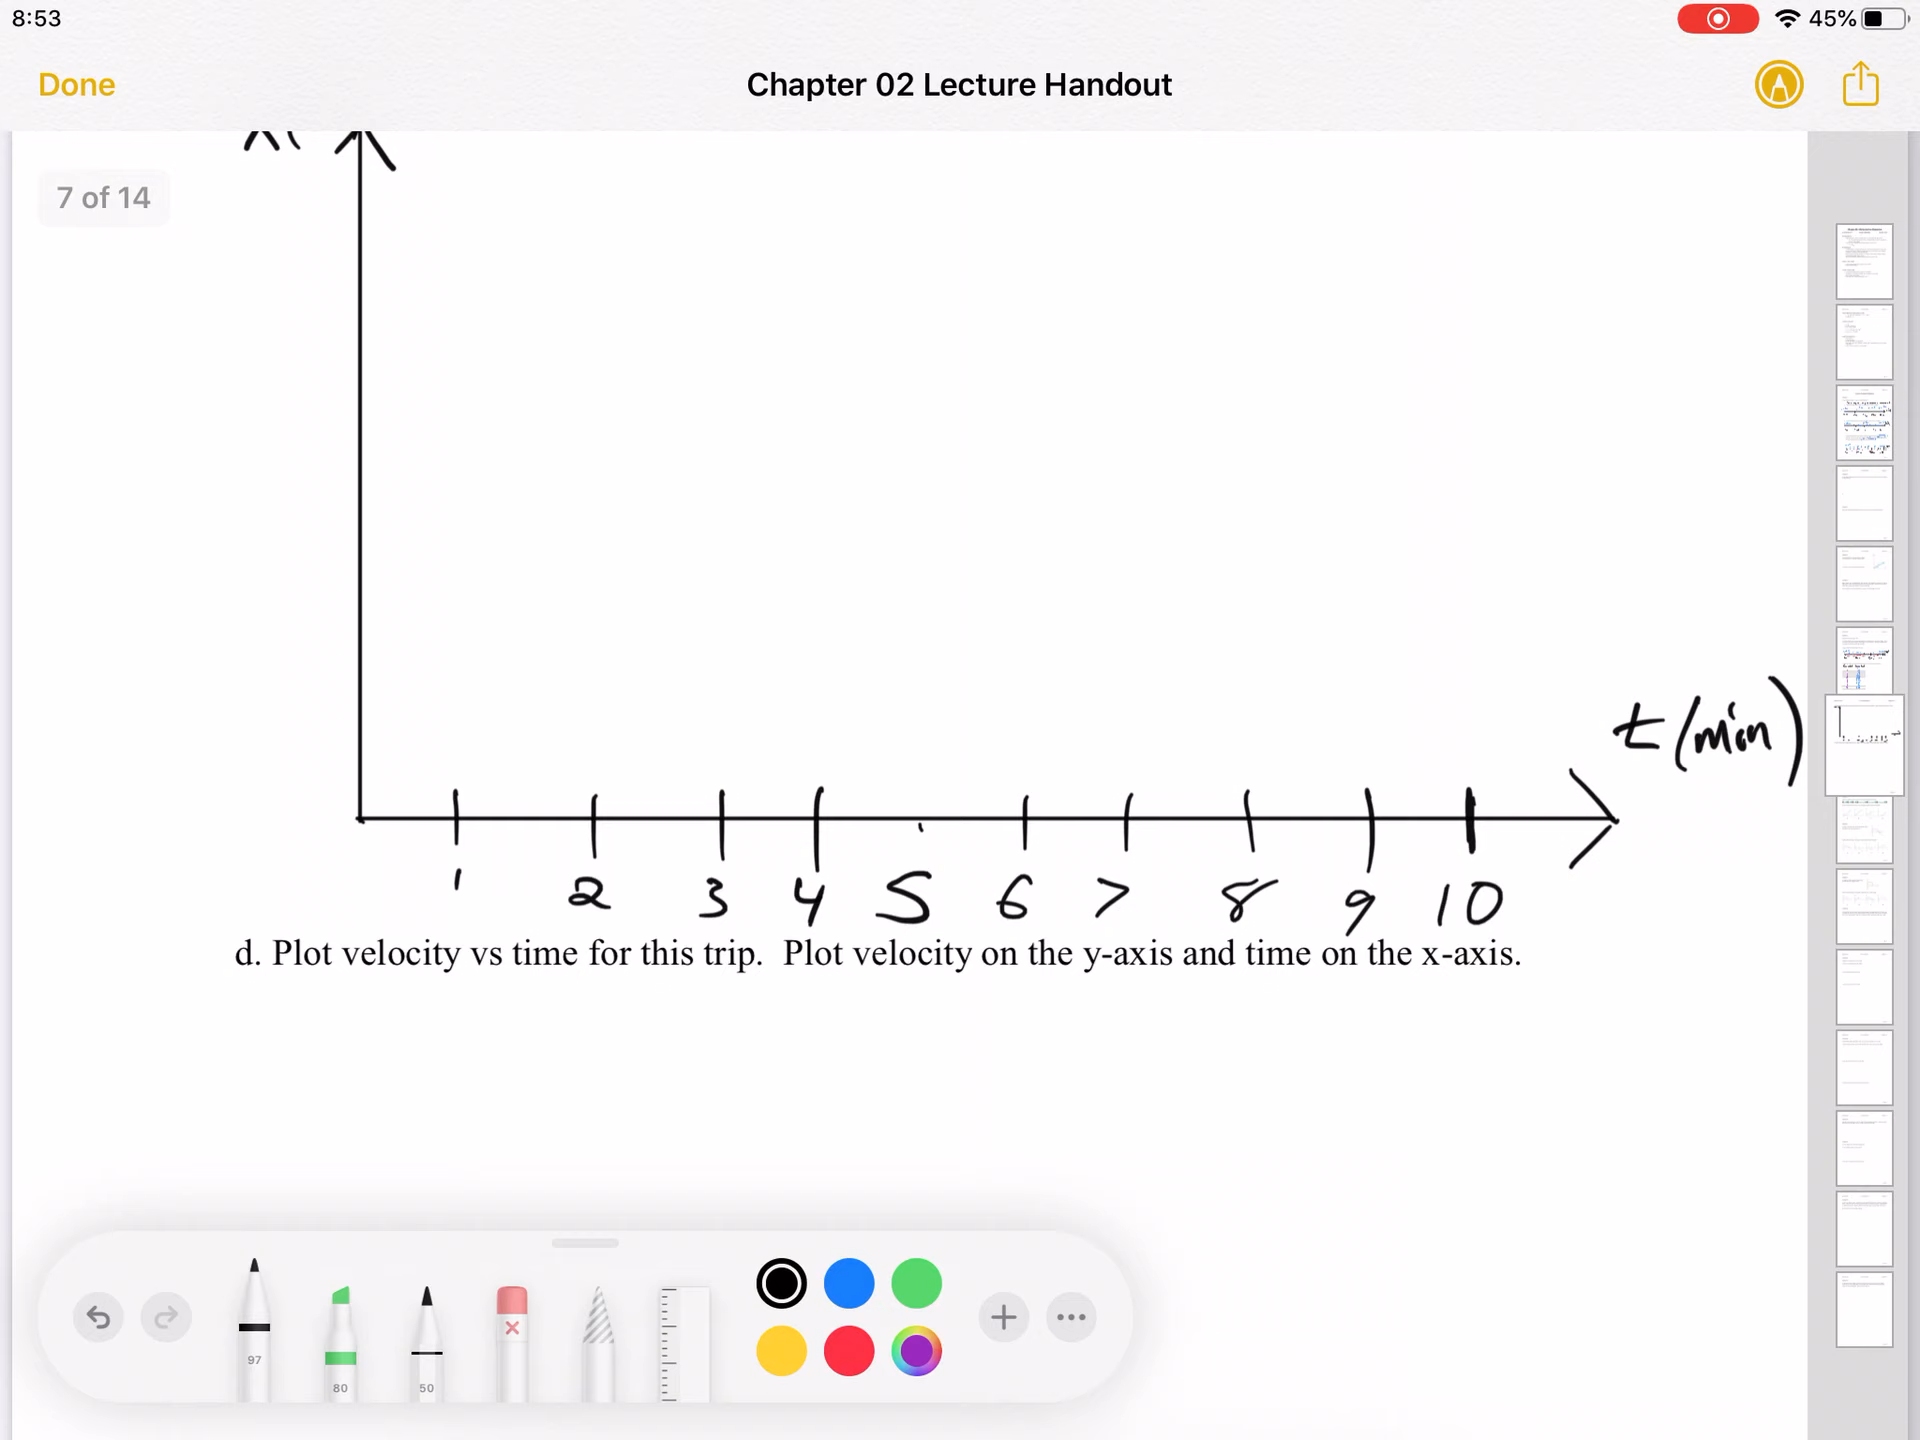 8:53
45%
Done
Chapter 02 Lecture Handout
7 of 14
t (min)
1 2 3 4 5 6 7 8 9 10
d. Plot velocity vs time for this trip.  Plot velocity on the y-axis and time on the x-axis.
97
80
50